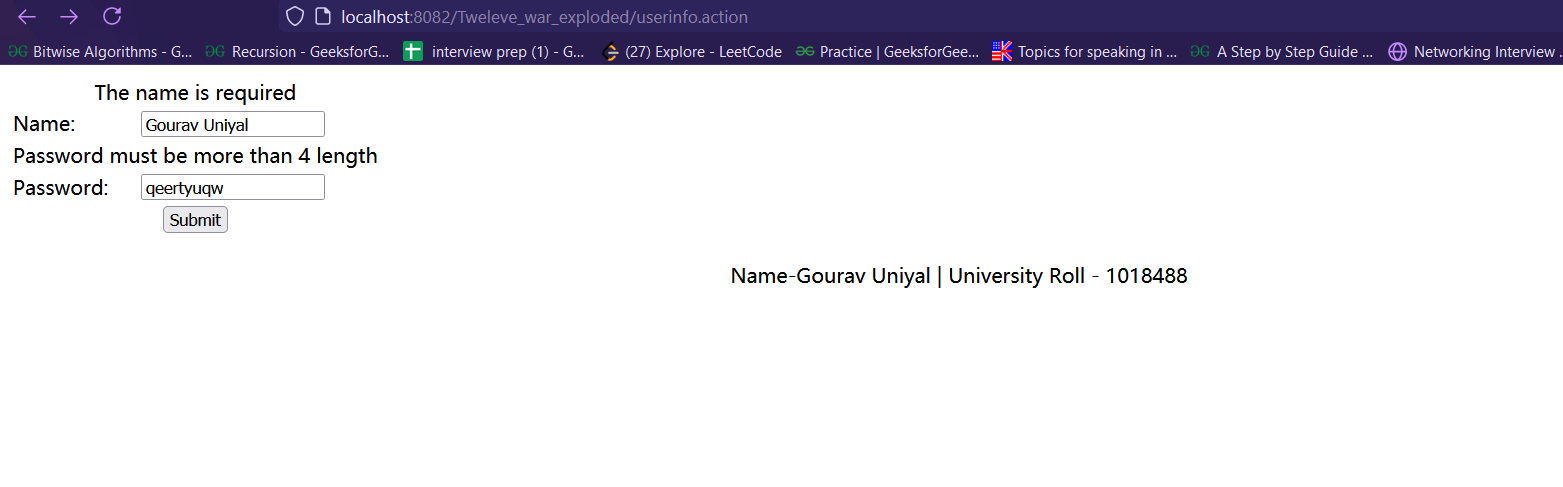 localhost:8082/Tweleve_war_exploded/userinfo.action
Bitwise Algorithms - G... Recursion - GeeksforG... interview prep (1) - G... (27) Explore - LeetCode Practice | GeeksforGee... Topics for speaking in ... A Step by Step Guide ... Networking Interview ..
The name is required
Name: Gourav Uniyal
Password must be more than 4 length
Password: qeertyuqw
Submit
Name-Gourav Uniyal | University Roll - 1018488